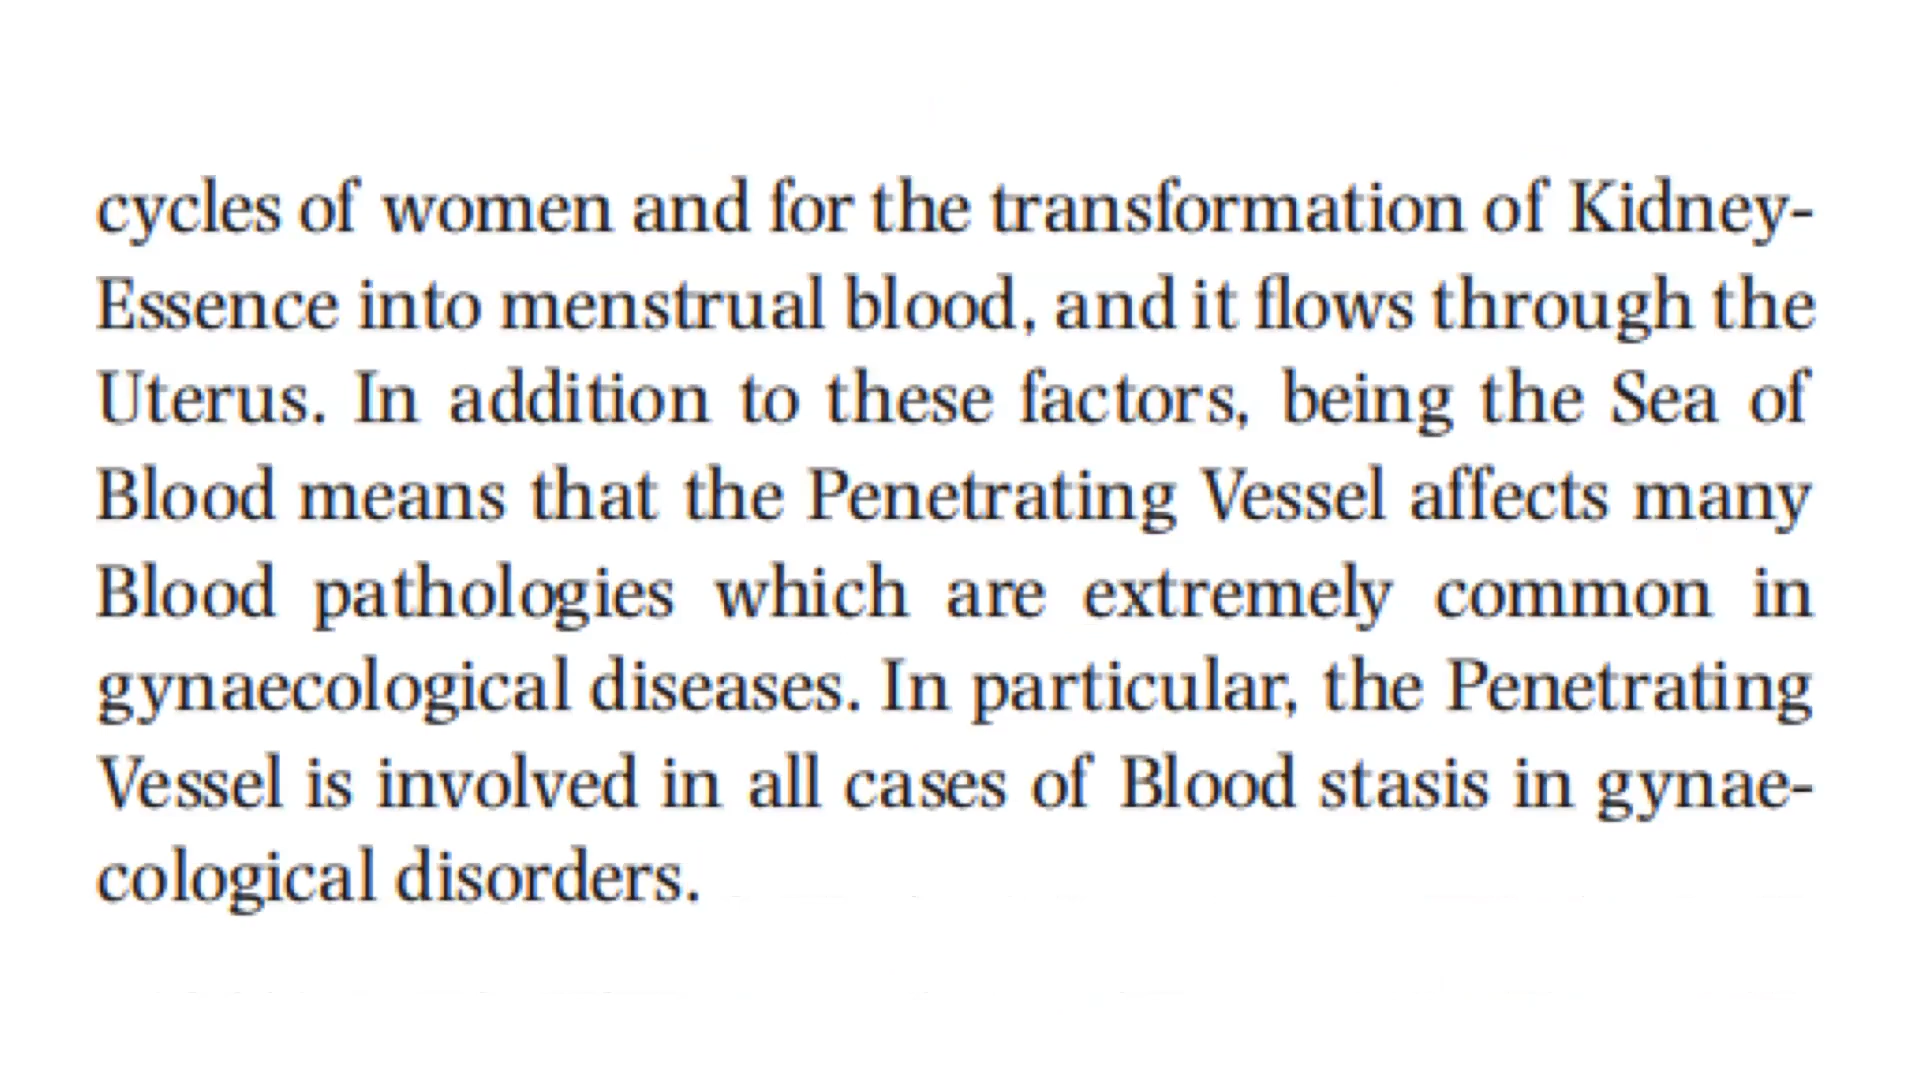 cycles of women and for the transformation of Kidney-
Essence into menstrual blood, and it flows through the
Uterus. In addition to these factors, being the Sea of
Blood means that the Penetrating Vessel affects many
Blood pathologies which are extremely common in
gynaecological diseases. In particular, the Penetrating
Vessel is involved in all cases of Blood stasis in gynae-
cological disorders.